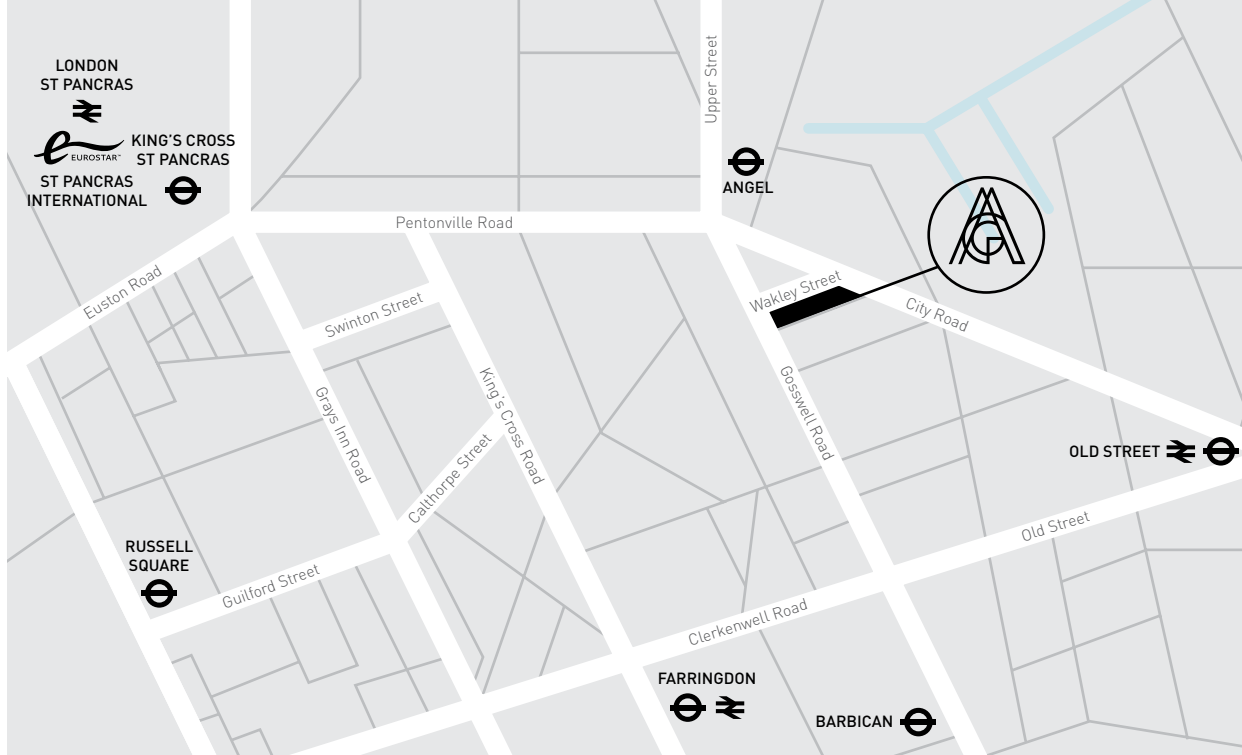 LONDON
ST PANCRAS
EUROSTAR™
KING'S CROSS
ST PANCRAS
ST PANCRAS
INTERNATIONAL
Upper Street
ANGEL
Pentonville Road
Euston Road
Swinton Street
Wakley Street
City Road
AGA
Grays Inn Road
King's Cross Road
Gosswell Road
Calthorpe Street
OLD STREET
Old Street
RUSSELL
SQUARE
Guilford Street
Clerkenwell Road
FARRINGDON
BARBICAN